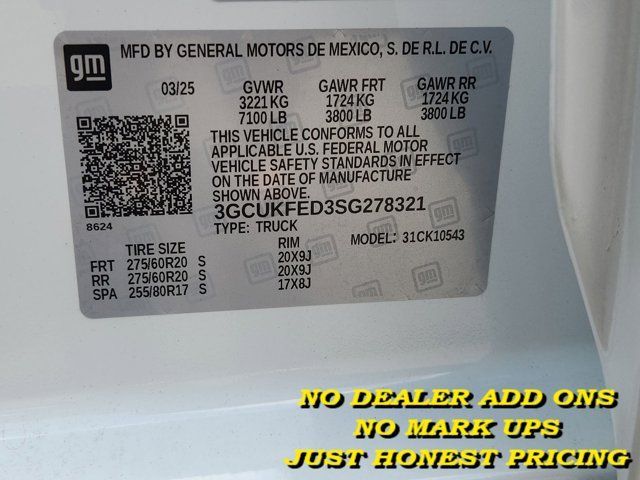 gm
MFD BY GENERAL MOTORS DE MEXICO, S. DE R.L. DE C.V.
03/25 GVWR GAWR FRT GAWR RR
3221 KG 1724 KG 1724 KG
7100 LB 3800 LB 3800 LB
THIS VEHICLE CONFORMS TO ALL
APPLICABLE U.S. FEDERAL MOTOR
VEHICLE SAFETY STANDARDS IN EFFECT
ON THE DATE OF MANUFACTURE
SHOWN ABOVE.
3GCUKFED3SG278321
8624
TYPE: TRUCK MODEL: 31CK10543
TIRE SIZE RIM
FRT 275/60R20 S 20X9J
RR 275/60R20 S 20X9J
SPA 255/80R17 S 17X8J
NO DEALER ADD ONS
NO MARK UPS
JUST HONEST PRICING